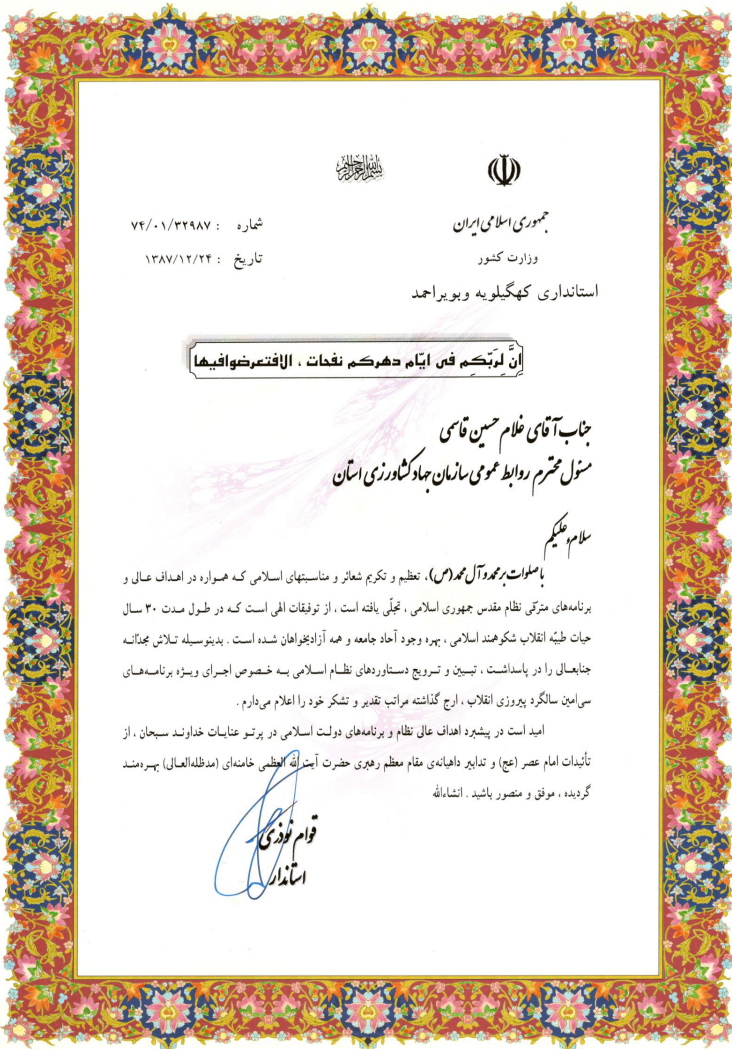 بسم الله الرحمن الرحیم
جمهوری اسلامی ایران
وزارت کشور
استانداری کهگیلویه وبویراحمد
شماره : ۷۴/۰۱/۳۲۹۸۷
تاریخ : ۱۳۸۷/۱۲/۲۴
اِنَّ لِرَبِّکِم فی ایّام دهرکم نفحات ، الافتعرضوافیها
جناب آقای غلام حسین قاسمی
مسئول محترم روابط عمومی سازمان جهاد کشاورزی استان
سلام علیکم
با صلوات بر محمد و آل محمد (ص) ، تعظیم و تکریم شعائر و مناسبتهای اسلامی که همواره در اهداف عالی و
برنامه‌های مترقّی نظام مقدس جمهوری اسلامی ، تجلّی یافته است ، از توفیقات الهی است که در طول مدت ۳۰ سال
حیات طیبّه انقلاب شکوهمند اسلامی ، بهره وجود آحاد جامعه و همه آزادیخواهان شده است . بدینوسیله تلاش مجدّانه
جنابعالی را در پاسداشت ، تبیین و ترویج دستاوردهای نظام اسلامی به خصوص اجرای ویژه برنامه‌های
سی‌امین سالگرد پیروزی انقلاب ، ارج گذاشته مراتب تقدیر و تشکر خود را اعلام می‌دارم .
امید است در پیشبرد اهداف عالی نظام و برنامه‌های دولت اسلامی در پرتو عنایات خداوند سبحان ، از
تأئیدات امام عصر (عج) و تدابیر داهیانه‌ی مقام معظم رهبری حضرت آیت الله العظمی خامنه‌ای (مدظله‌العالی) بهره‌مند
گردیده ، موفق و منصور باشید . انشاءالله
قوام نوذری
استاندار